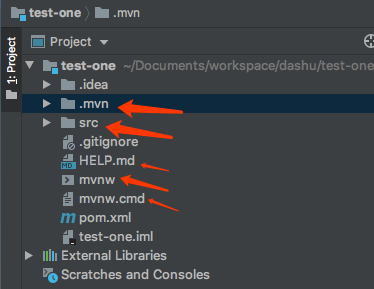 test-one .mvn
1: Project
Project
test-one ~/Documents/workspace/dashu/test-one
.idea
.mvn
src
.gitignore
HELP.md
mvnw
mvnw.cmd
pom.xml
test-one.iml
External Libraries
Scratches and Consoles